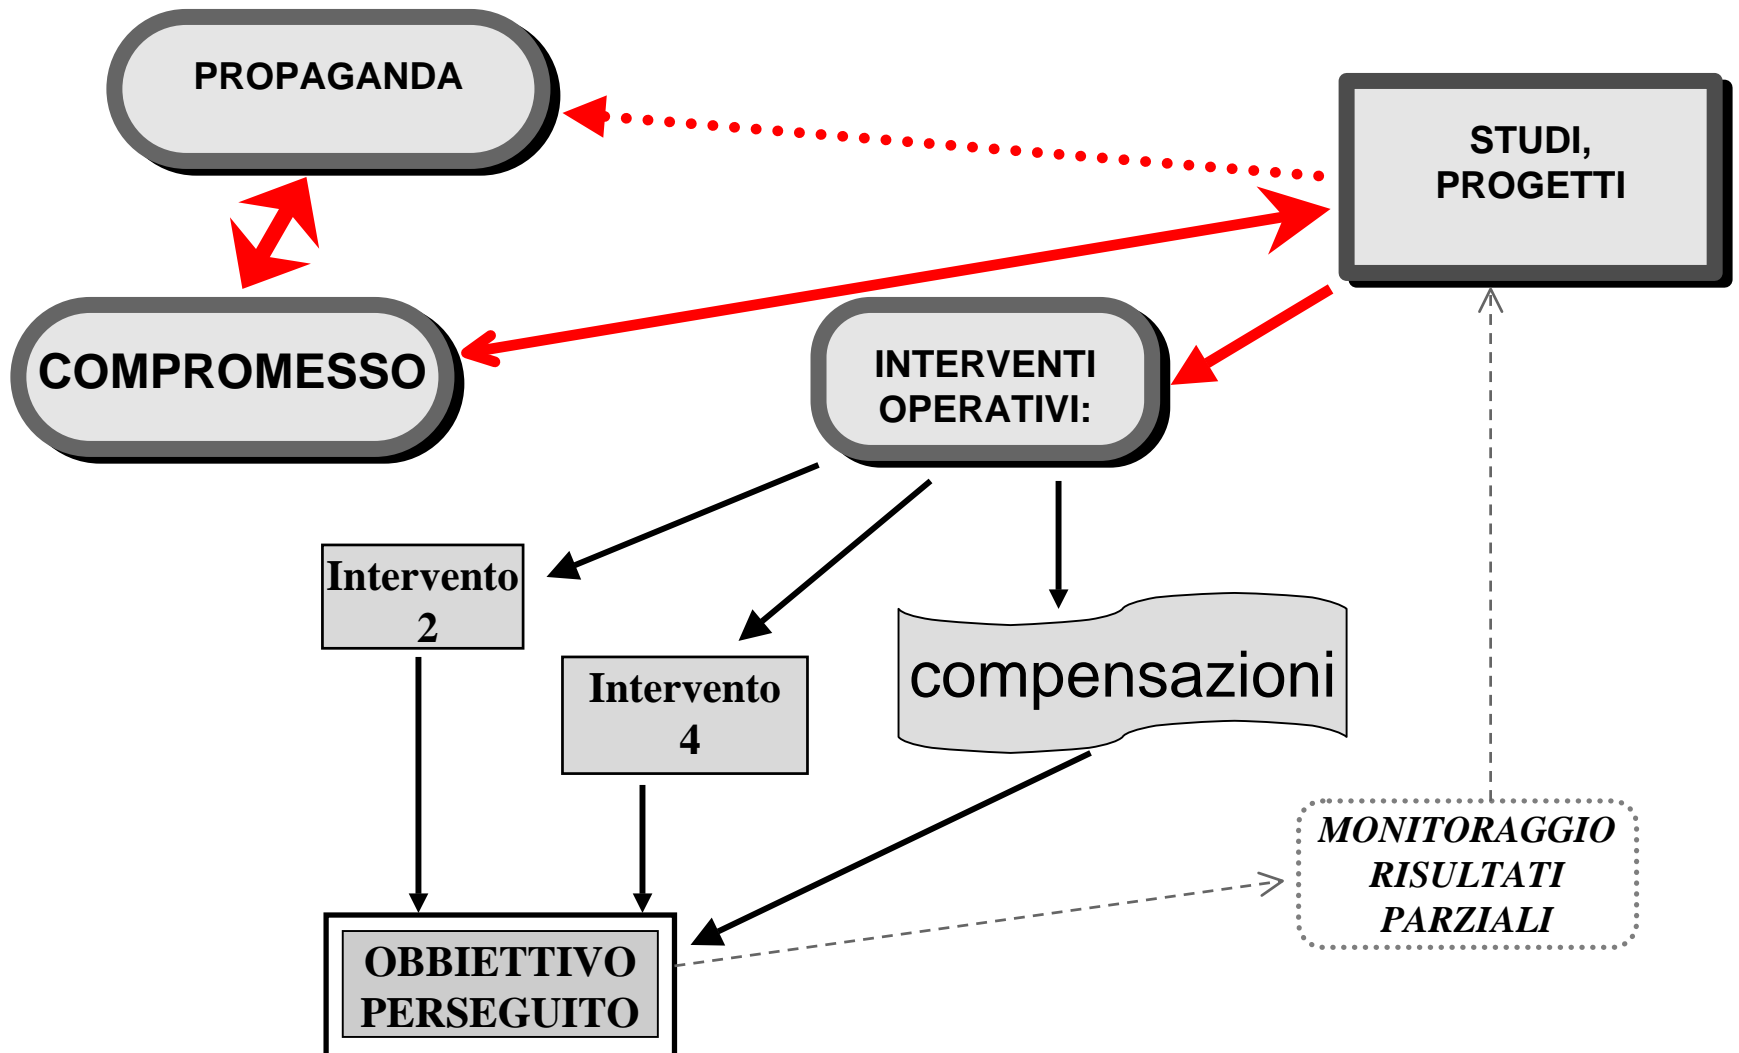 PROPAGANDA
STUDI,
PROGETTI
COMPROMESSO
INTERVENTI
OPERATIVI:
Intervento
2
Intervento
4
compensazioni
MONITORAGGIO
RISULTATI
PARZIALI
OBBIETTIVO
PERSEGUITO